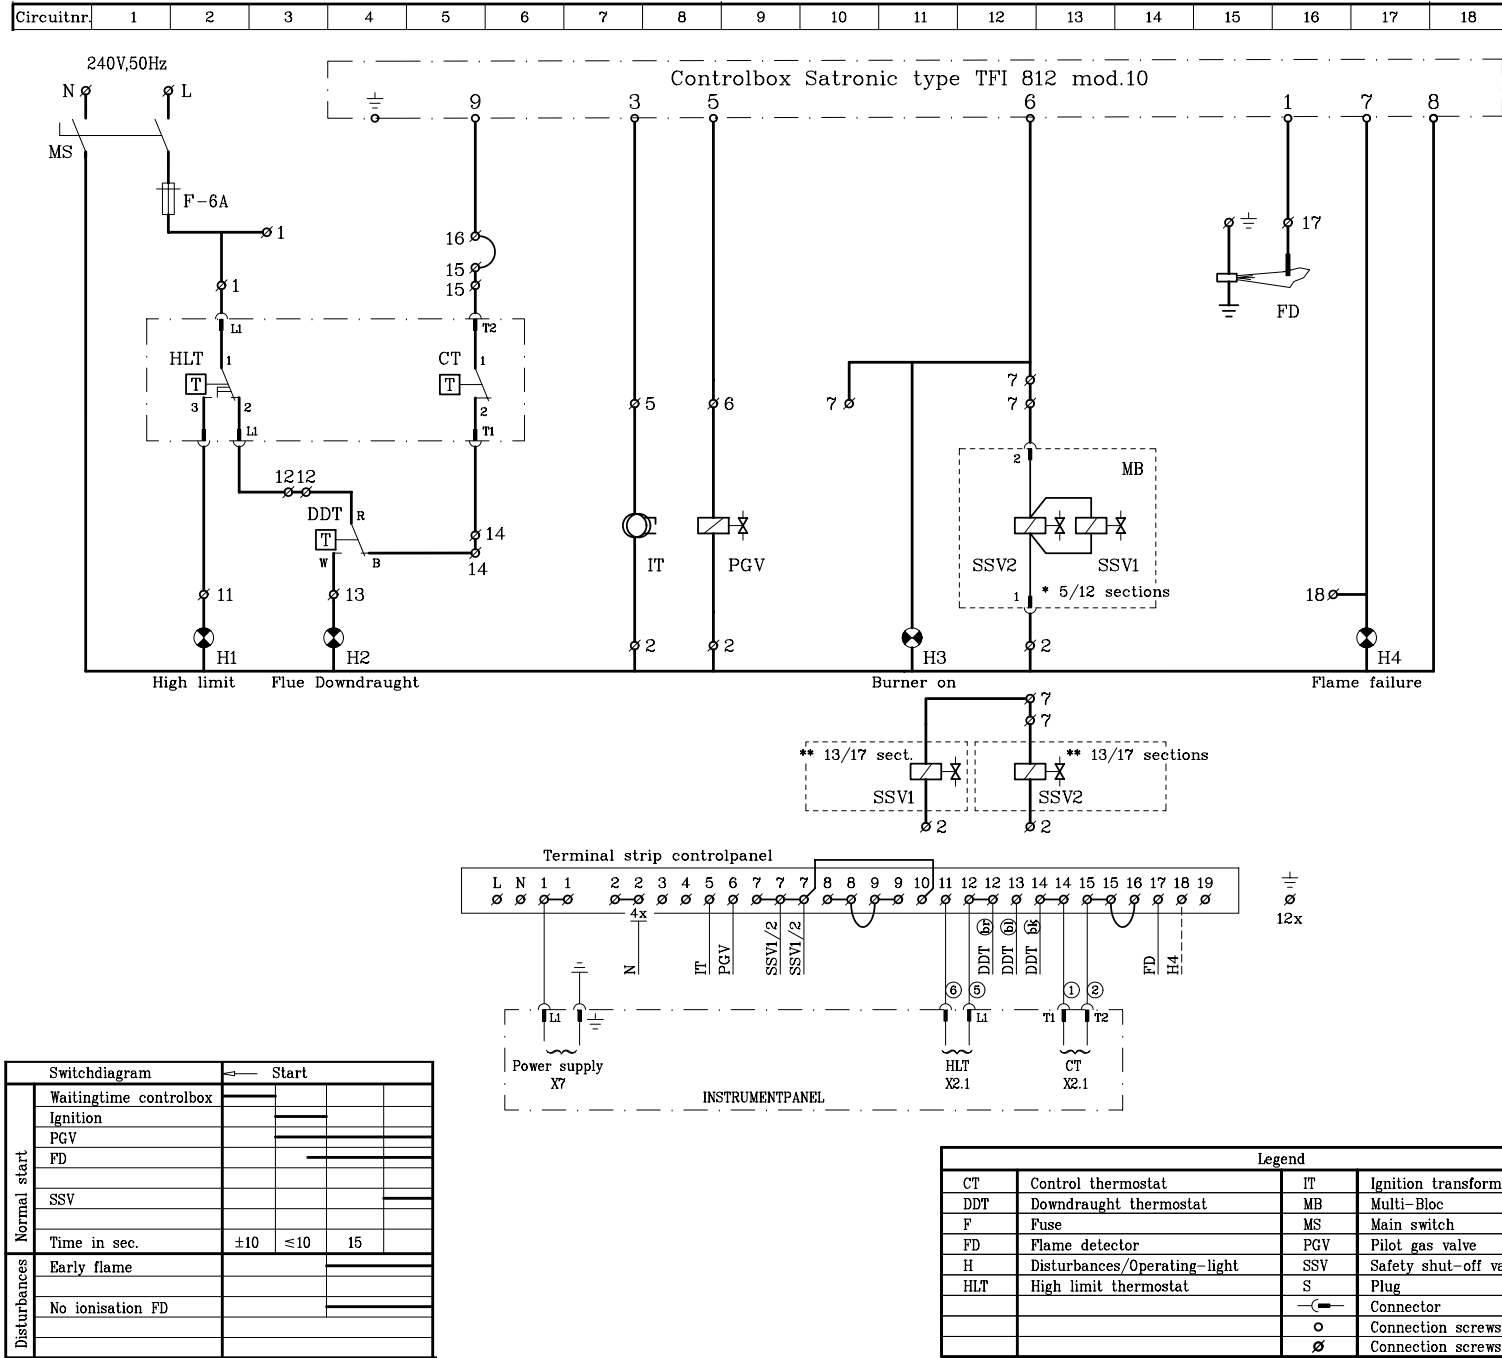 Circuitnr. 1 2 3 4 5 6 7 8 9 10 11 12 13 14 15 16 17 18
240V,50Hz
N L
Controlbox Satronic type TFI 812 mod.10
9 3 5 6 1 7 8
MS
F-6A
1
16
17
15
1
15
FD
L1 T2
HLT 1 CT 1
T T
7
3 2 2
5 6 7 7
L1 T1
2 MB
12 12
DDT R
T
14
W B
14
IT PGV SSV2 SSV1
11 13
1 * 5/12 sections
18
2 2 2
H1 H2 H3 H4
High limit Flue Downdraught Burner on Flame failure
7
7
** 13/17 sect. ** 13/17 sections
SSV1 SSV2
2 2
Terminal strip controlpanel
L N 1 1 2 2 3 4 5 6 7 7 7 8 8 9 9 10 11 12 12 13 14 14 15 15 16 17 18 19
4x
12x
N IT PGV SSV1/2 SSV1/2 DDT br DDT bl DDT bk FD H4
6 5 1 2
L1 L1 T1 T2
Power supply HLT CT
X7 X2.1 X2.1
INSTRUMENTPANEL
Switchdiagram Start
Normal start
Waitingtime controlbox
Ignition
PGV
FD
SSV
Time in sec. ±10 ≤10 15
Disturbances
Early flame
No ionisation FD
Legend
CT Control thermostat IT Ignition transform
DDT Downdraught thermostat MB Multi-Bloc
F Fuse MS Main switch
FD Flame detector PGV Pilot gas valve
H Disturbances/Operating-light SSV Safety shut-off va
HLT High limit thermostat S Plug
Connector
Connection screws
Connection screws